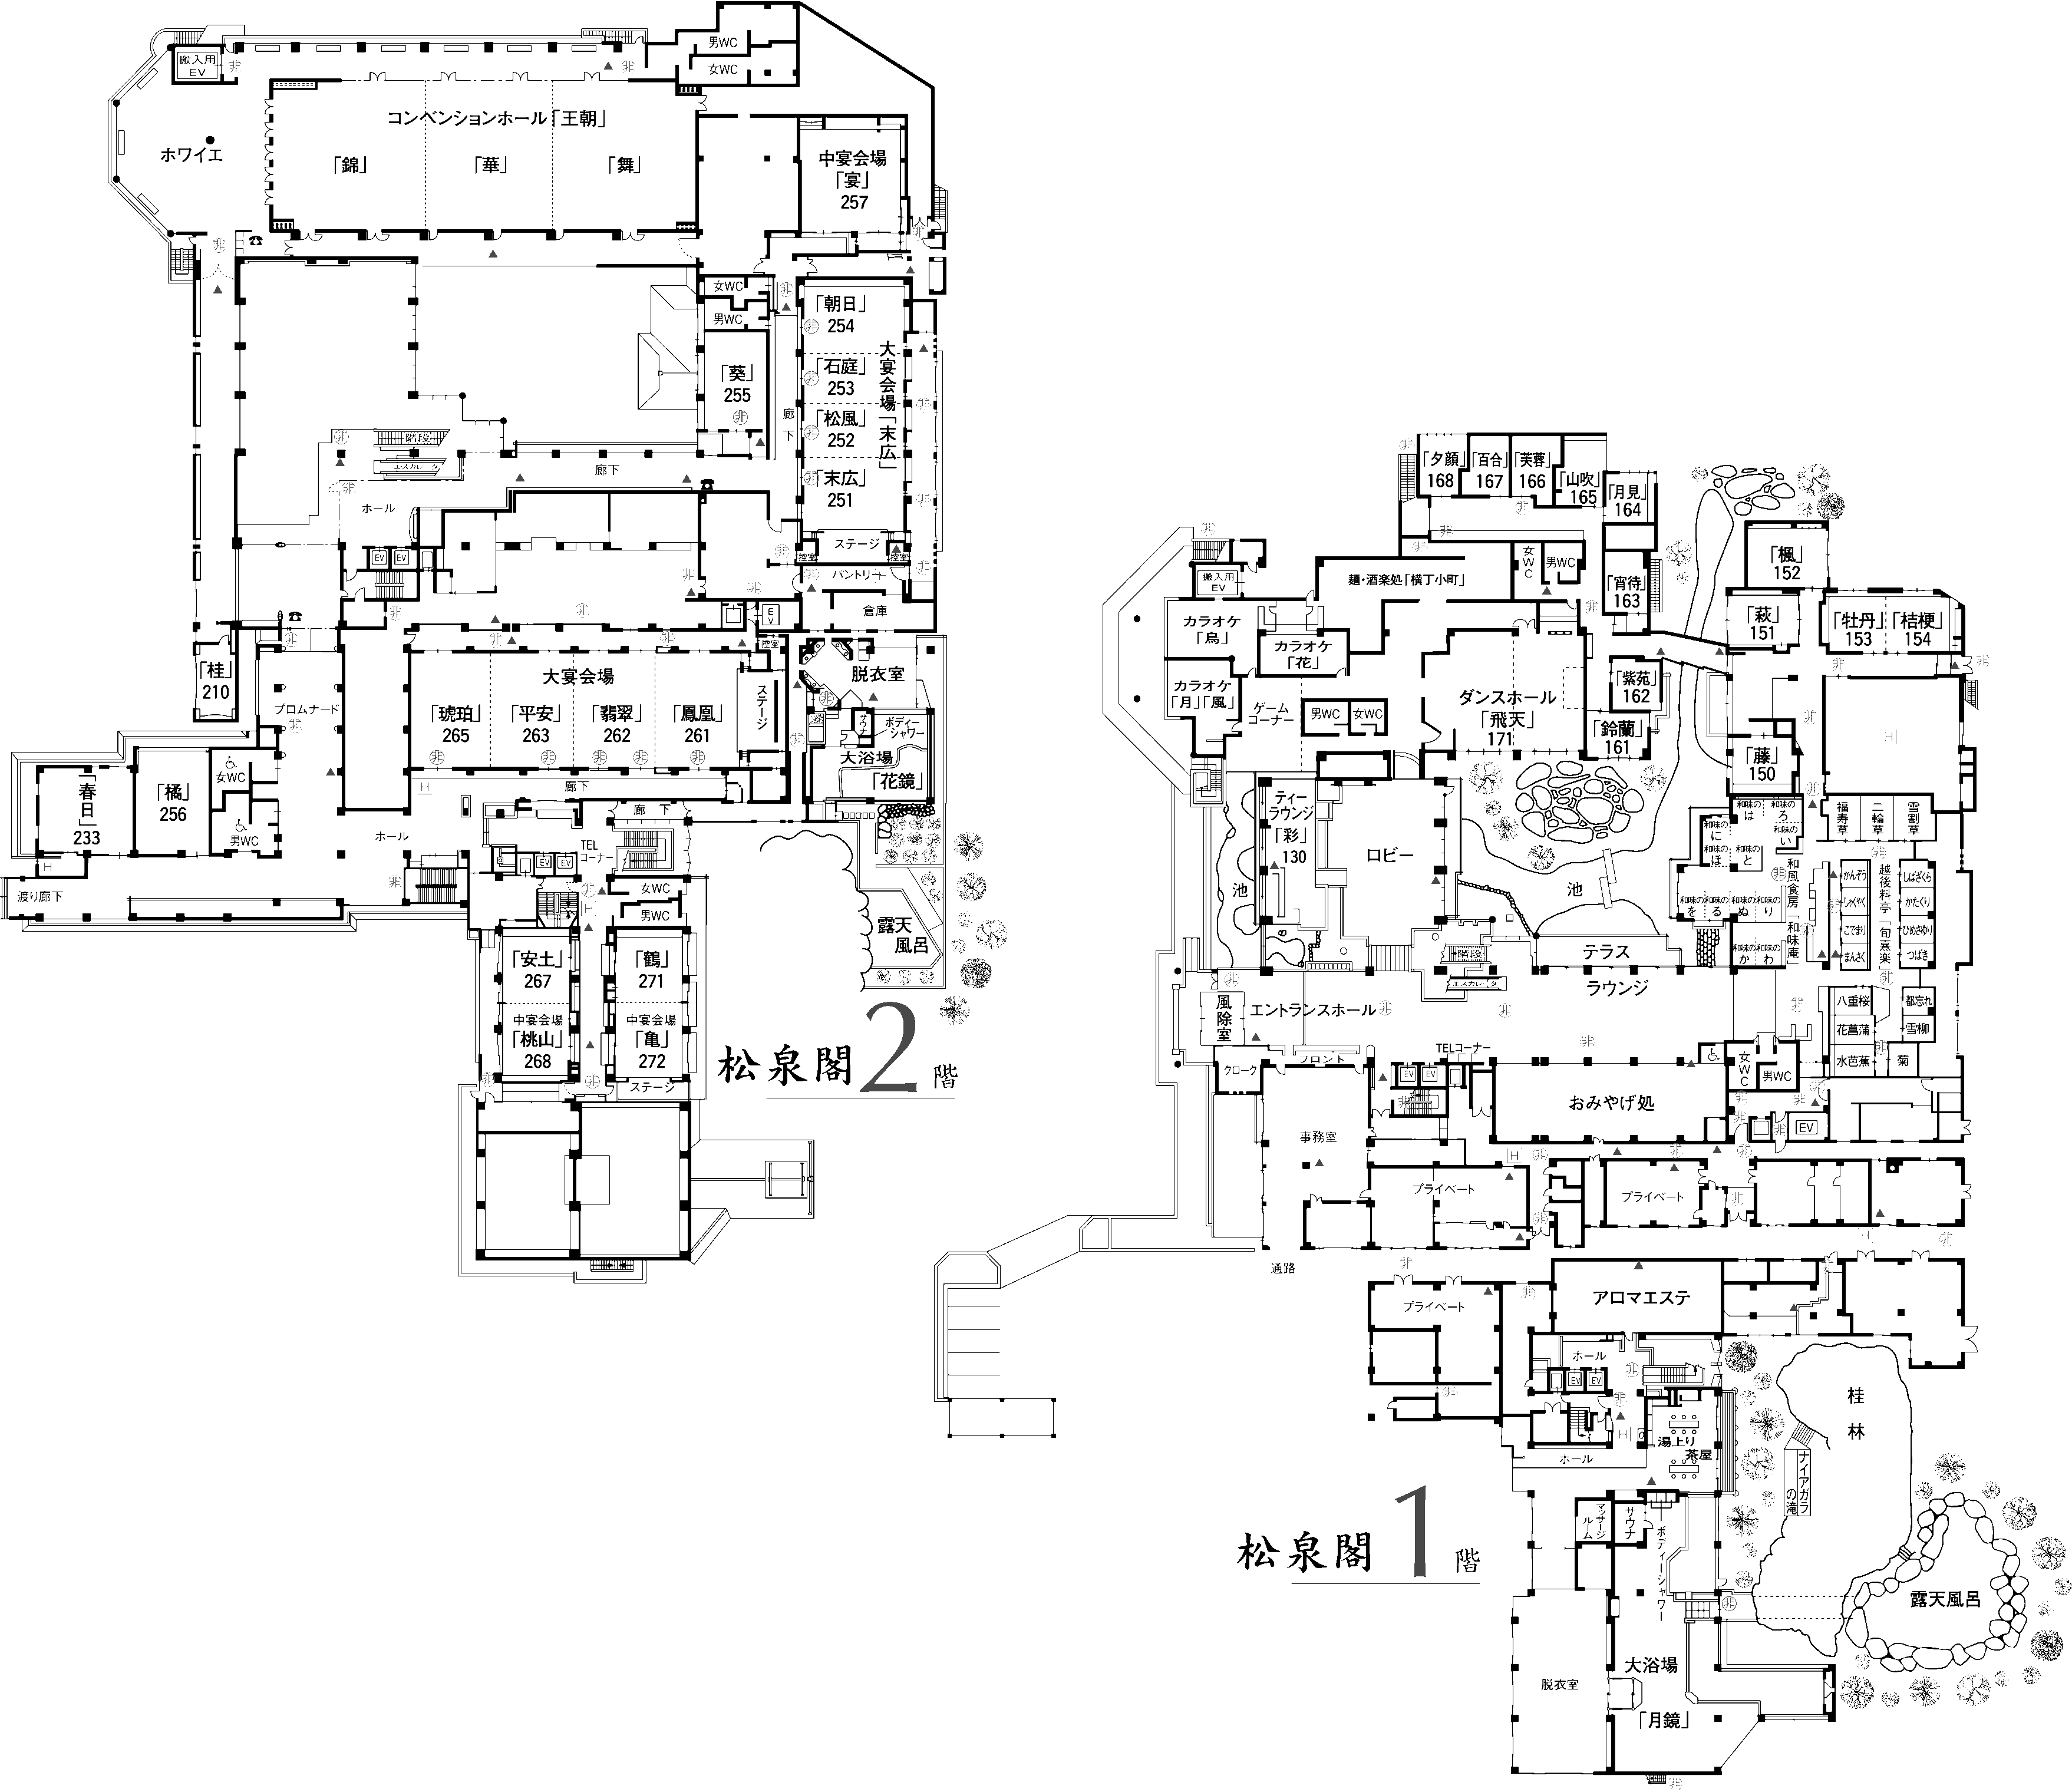 搬入用
EV
非
男WC
女WC
ホワイエ
コンベンションホール「王朝」
「錦」
「華」
「舞」
中宴会場
「宴」
257
女WC
男WC
「葵」
255
「朝日」
254
「石庭」
253
「松風」
252
「末広」
251
大宴会場「末広」
廊下
ステージ
控室
控室
パントリー
倉庫
階段
エスカレータ
廊下
ホール
EV
EV
EV
「桂」
210
プロムナード
大宴会場
「琥珀」
265
「平安」
263
「翡翠」
262
「鳳凰」
261
ステージ
控室
脱衣室
サウナ
ボディー
シャワー
大浴場
「花鏡」
露天
風呂
「春日」
233
「橘」
256
女WC
男WC
渡り廊下
ホール
廊下
廊下
TEL
コーナー
EV
EV
女WC
男WC
「安土」
267
中宴会場
「桃山」
268
「鶴」
271
中宴会場
「亀」
272
ステージ
松泉閣2階
「夕顔」
168
「百合」
167
「芙蓉」
166
「山吹」
165
「月見」
164
「宵待」
163
「紫苑」
162
「鈴蘭」
161
「楓」
152
「萩」
151
「牡丹」
153
「桔梗」
154
「藤」
150
搬入用
EV
麺・酒楽処「横丁小町」
女WC
男WC
カラオケ
「鳥」
カラオケ
「花」
カラオケ
「月」「風」
ゲーム
コーナー
男WC
女WC
ダンスホール
「飛天」
171
ティー
ラウンジ
「彩」
130
ロビー
池
池
テラス
ラウンジ
階段
エスカレータ
風除室
エントランスホール
フロント
クローク
TELコーナー
EV
EV
おみやげ処
女WC
男WC
EV
和味の
は
和味の
ろ
和味の
い
和味の
に
和味の
ほ
和味の
と
和味の
を
和味の
る
和味の
ぬ
和味の
り
和味の
か
和味の
わ
和風食房「和味庵」
福寿草
二輪草
雪割草
越後料亭「旬熹楽」
かんぞう
しゃくやく
こでまり
まんさく
しばざくら
かたくり
ひめさゆり
つばき
八重桜
花菖蒲
水芭蕉
都忘れ
雪柳
菊
事務室
プライベート
プライベート
通路
プライベート
アロマエステ
ホール
EV
EV
湯上り
茶屋
ホール
マッサージ
ルーム
サウナ
ボディーシャワー
脱衣室
大浴場
「月鏡」
桂林
ナイアガラ
の滝
露天風呂
松泉閣1階